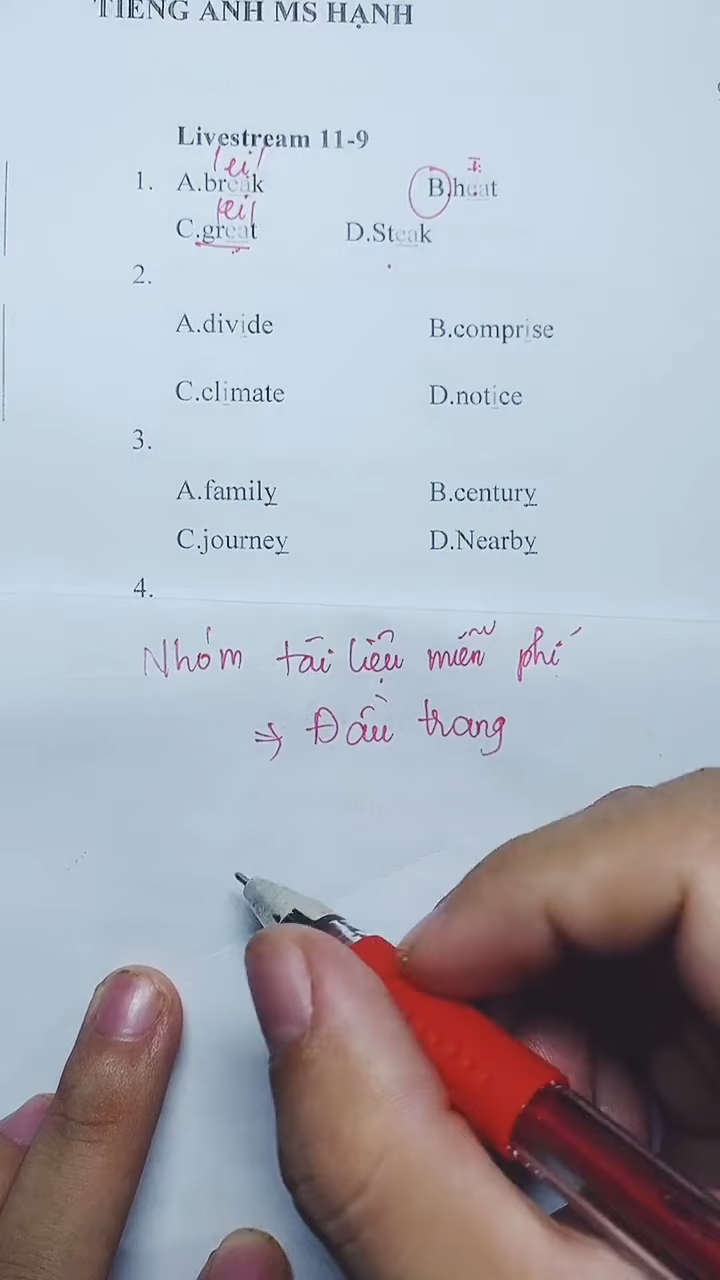 TIẾNG ANH MS HẠNH
Livestream 11-9
/ei/
1. A.break B.heat
/ei/ i:
C.great D.Steak
2.
A.divide B.comprise
C.climate D.notice
3.
A.family B.century
C.journey D.Nearby
4.
Nhóm tài liệu miễn phí
⇒ Đầu trang